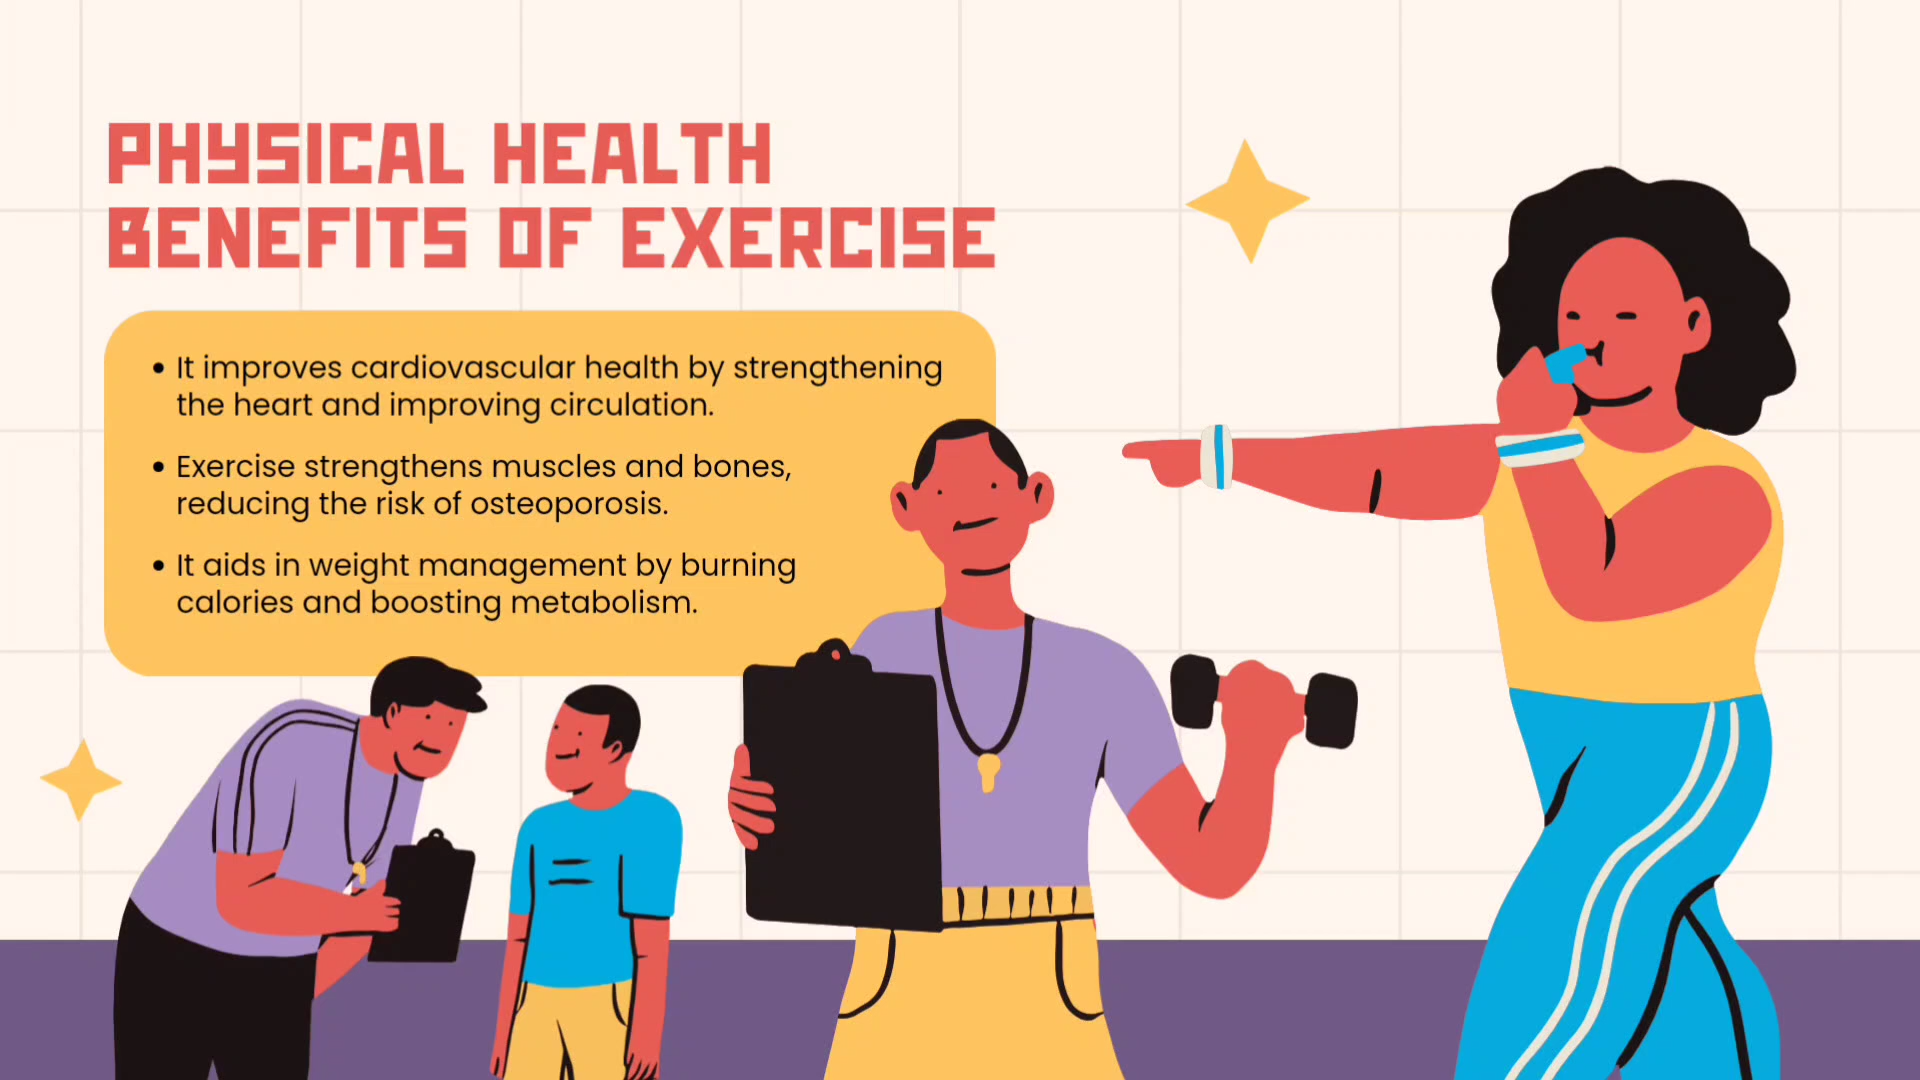 PHYSICAL HEALTH
BENEFITS OF EXERCISE
• It improves cardiovascular health by strengthening
the heart and improving circulation.
• Exercise strengthens muscles and bones,
reducing the risk of osteoporosis.
• It aids in weight management by burning
calories and boosting metabolism.